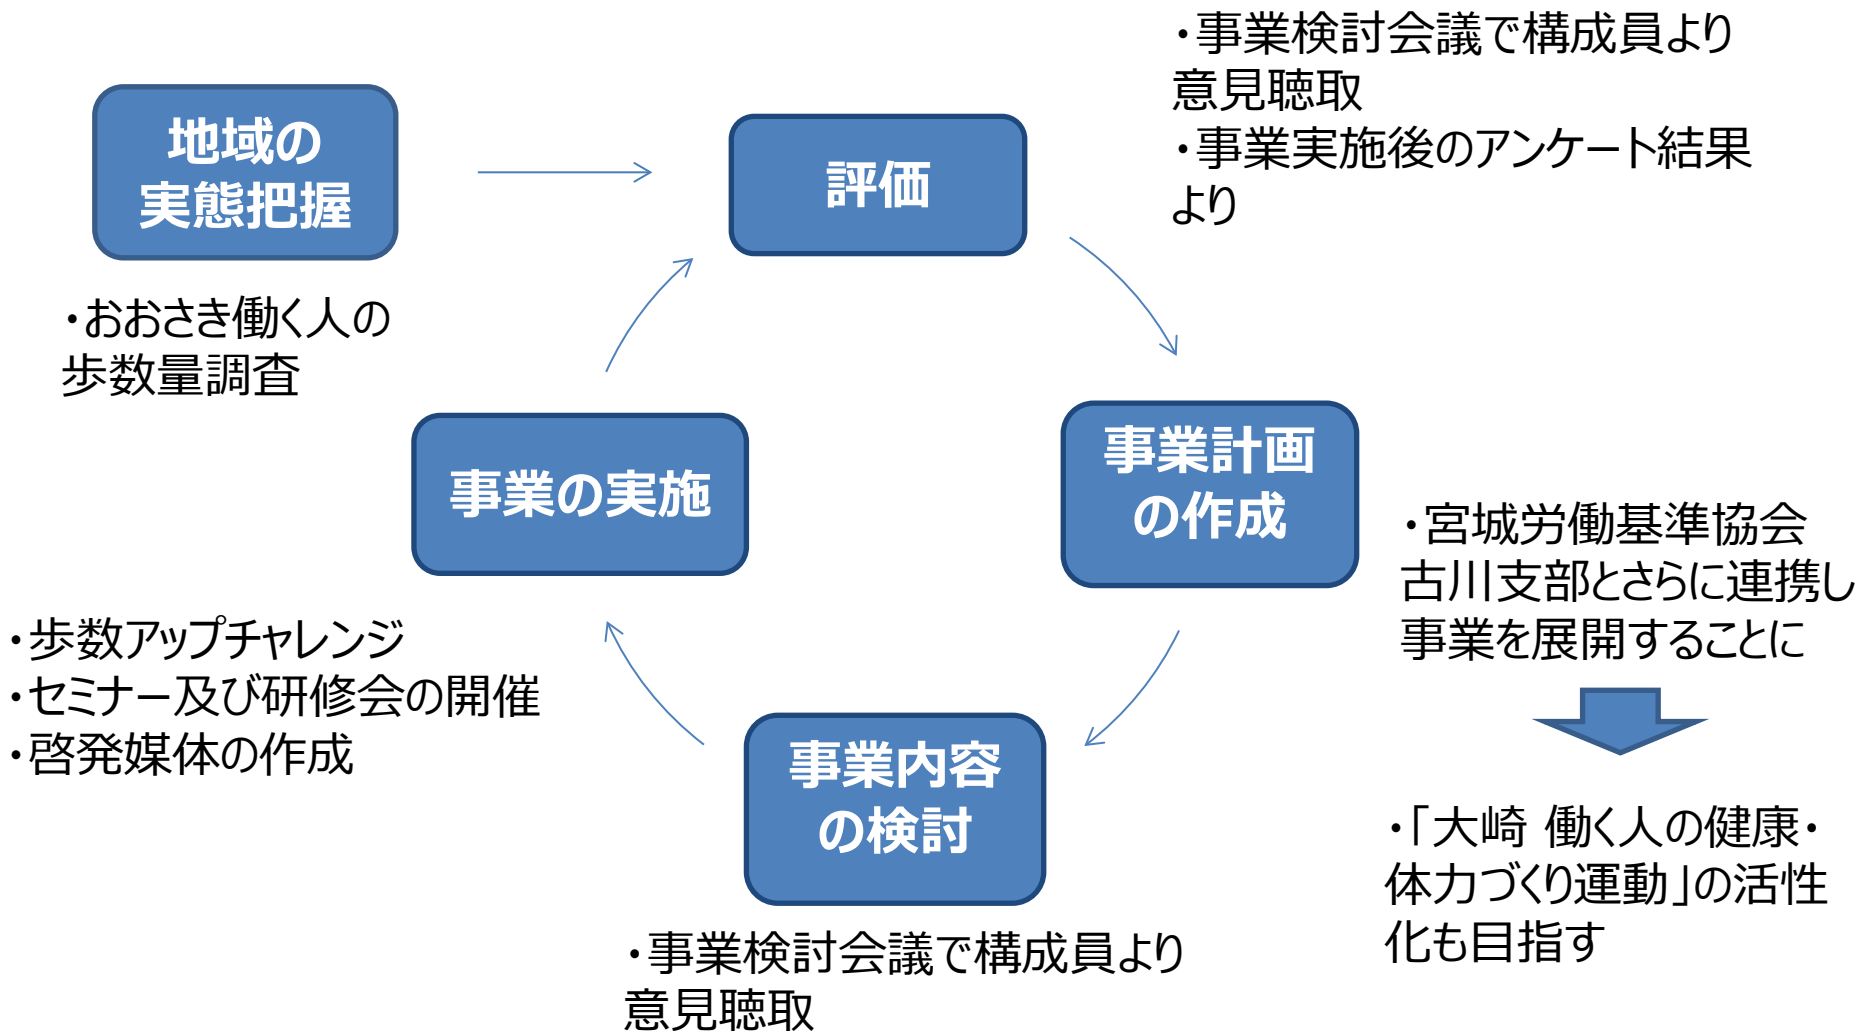 地域の
実態把握
・おおさき働く人の
歩数量調査
評価
・事業検討会議で構成員より
意見聴取
・事業実施後のアンケート結果
より
事業計画
の作成
・宮城労働基準協会
古川支部とさらに連携し
事業を展開することに
・「大崎 働く人の健康・
体力づくり運動」の活性
化も目指す
事業内容
の検討
・事業検討会議で構成員より
意見聴取
事業の実施
・歩数アップチャレンジ
・セミナー及び研修会の開催
・啓発媒体の作成